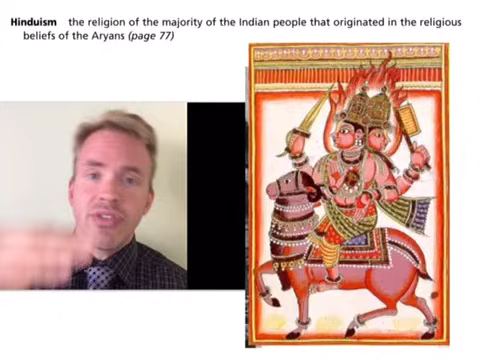 Hinduism the religion of the majority of the Indian people that originated in the religious
beliefs of the Aryans (page 77)